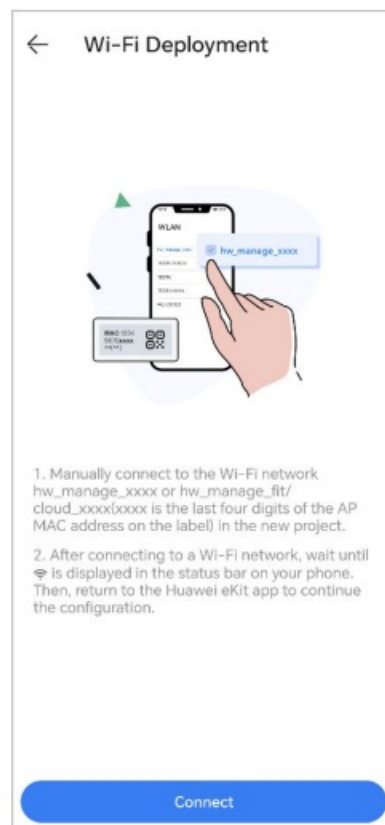 Wi-Fi Deployment
WLAN
hw_manage_xxxx
MAC:1234
5678xxxx
1. Manually connect to the Wi-Fi network
hw_manage_xxxx or hw_manage_fit/
cloud_xxxx(xxxx is the last four digits of the AP
MAC address on the label) in the new project.
2. After connecting to a Wi-Fi network, wait until
is displayed in the status bar on your phone.
Then, return to the Huawei eKit app to continue
the configuration.
Connect